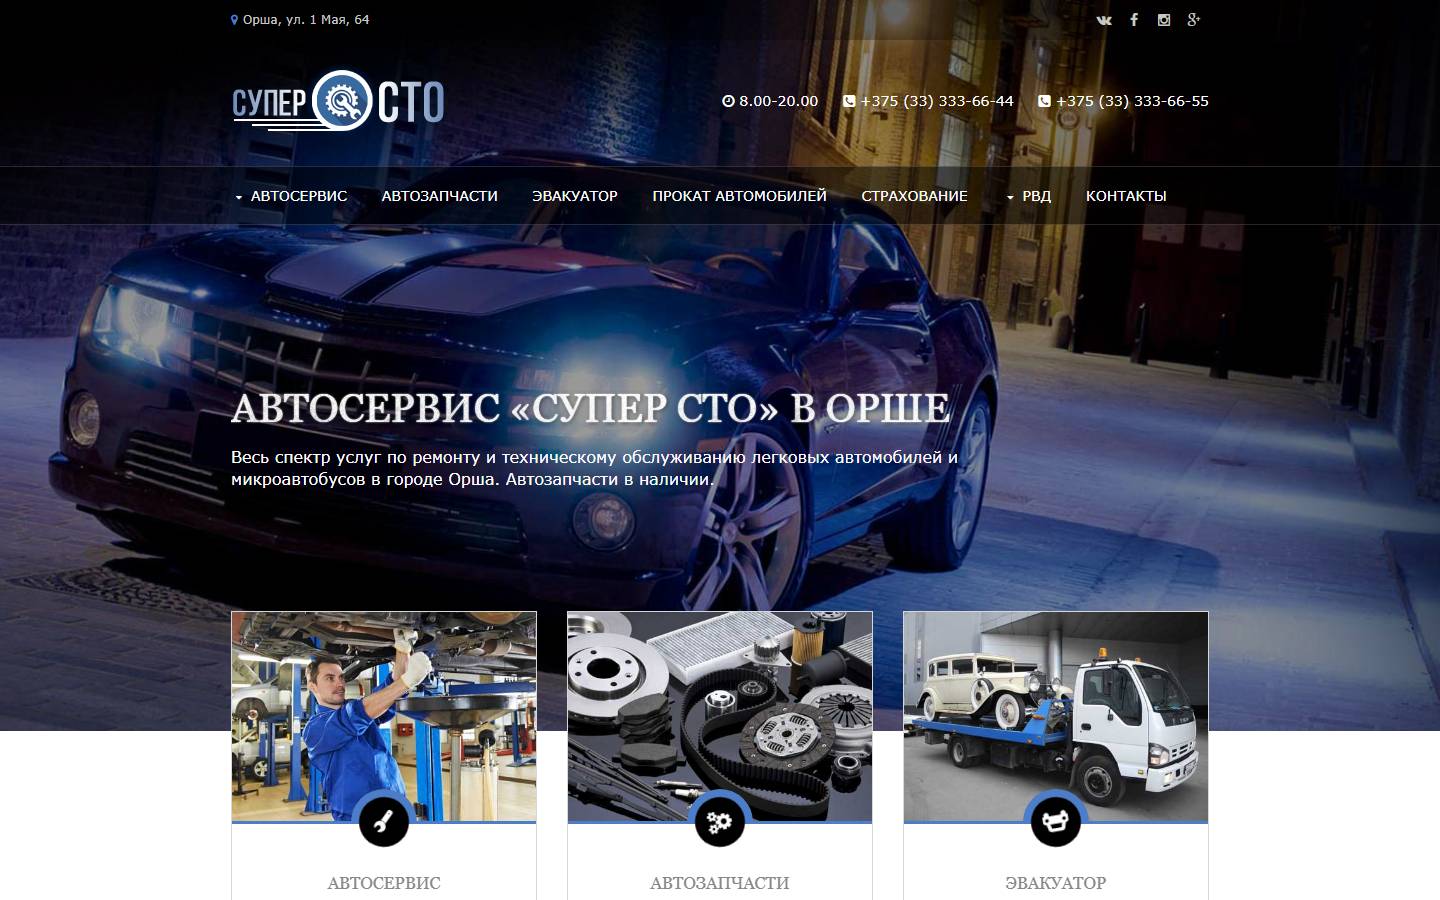 Орша, ул. 1 Мая, 64
СУПЕР СТО
8.00-20.00 +375 (33) 333-66-44 +375 (33) 333-66-55
АВТОСЕРВИС АВТОЗАПЧАСТИ ЭВАКУАТОР ПРОКАТ АВТОМОБИЛЕЙ СТРАХОВАНИЕ РВД КОНТАКТЫ
АВТОСЕРВИС «СУПЕР СТО» В ОРШЕ
Весь спектр услуг по ремонту и техническому обслуживанию легковых автомобилей и
микроавтобусов в городе Орша. Автозапчасти в наличии.
АВТОСЕРВИС
АВТОЗАПЧАСТИ
ЭВАКУАТОР